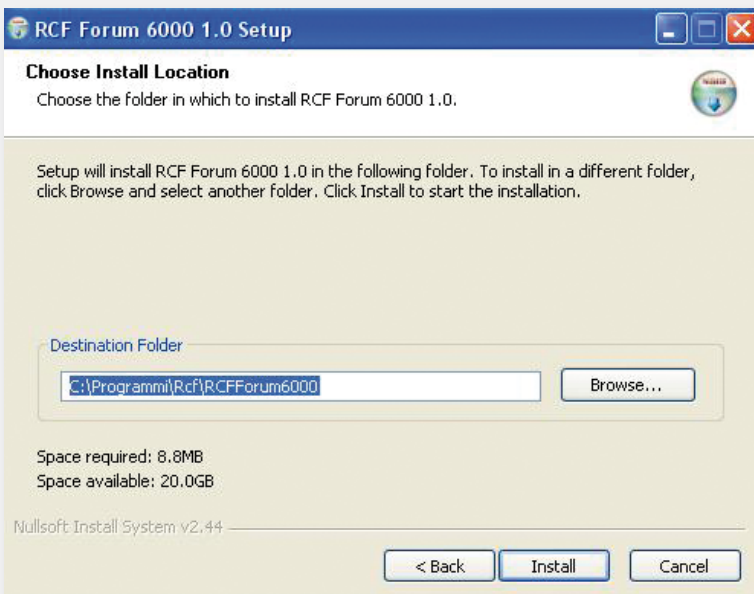 RCF Forum 6000 1.0 Setup
Choose Install Location
Choose the folder in which to install RCF Forum 6000 1.0.
Setup will install RCF Forum 6000 1.0 in the following folder. To install in a different folder,
click Browse and select another folder. Click Install to start the installation.
Destination Folder
C:\Programmi\Rcf\RCFForum6000
Browse...
Space required: 8.8MB
Space available: 20.0GB
Nullsoft Install System v2.44
< Back
Install
Cancel